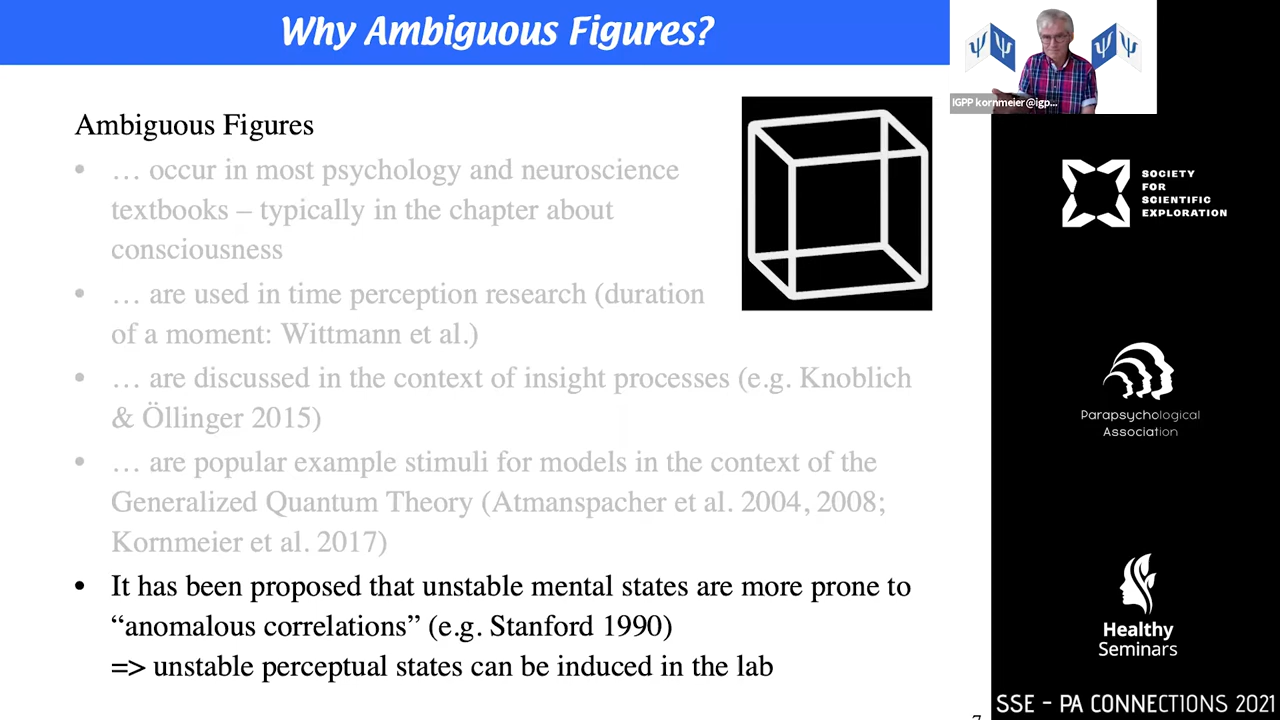 Why Ambiguous Figures?
IGPP kornmeier@igp...
Ambiguous Figures
• … occur in most psychology and neuroscience
textbooks – typically in the chapter about
consciousness
• … are used in time perception research (duration
of a moment: Wittmann et al.)
• … are discussed in the context of insight processes (e.g. Knoblich
& Öllinger 2015)
• … are popular example stimuli for models in the context of the
Generalized Quantum Theory (Atmanspacher et al. 2004, 2008;
Kornmeier et al. 2017)
• It has been proposed that unstable mental states are more prone to
“anomalous correlations” (e.g. Stanford 1990)
=> unstable perceptual states can be induced in the lab
SOCIETY
FOR
SCIENTIFIC
EXPLORATION
Parapsychological
Association
Healthy
Seminars
SSE - PA CONNECTIONS 2021